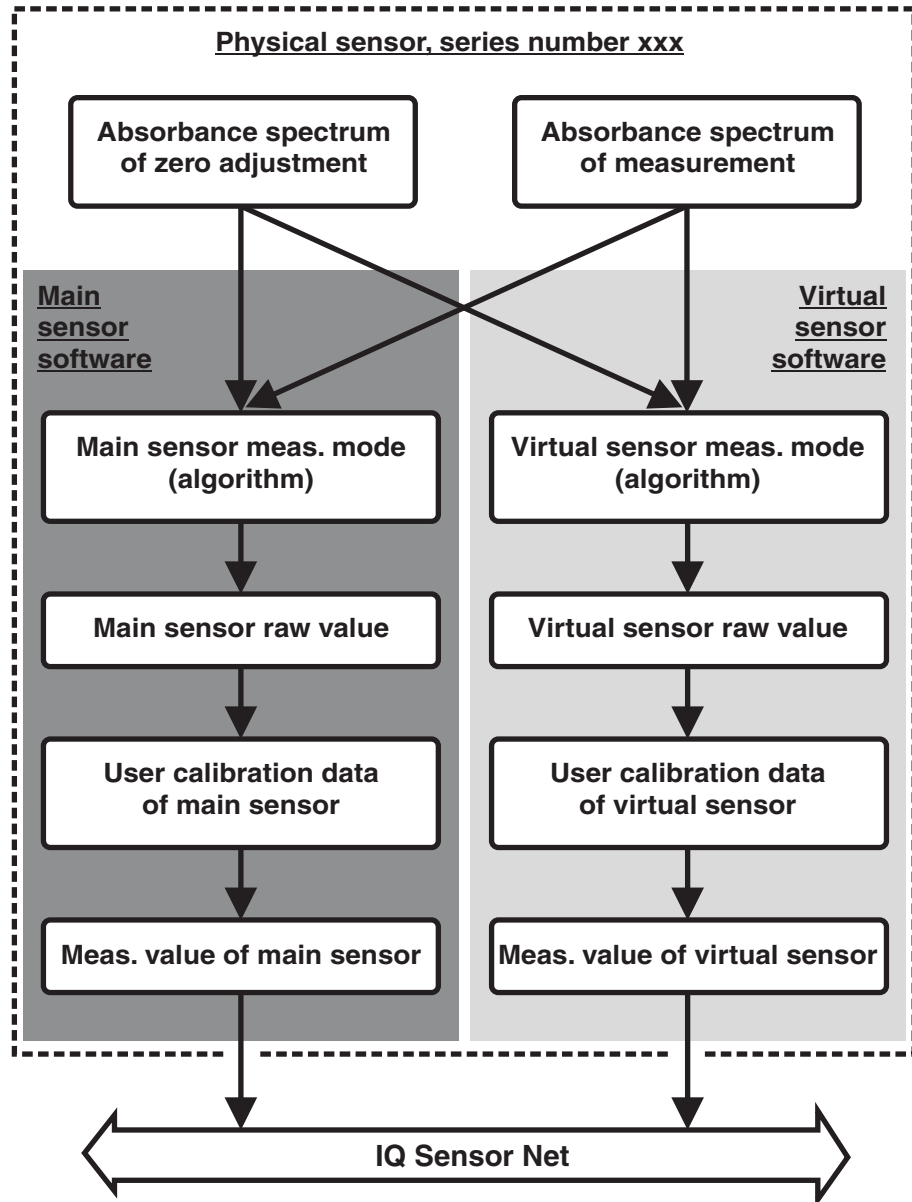 Physical sensor, series number xxx
Absorbance spectrum
of zero adjustment
Absorbance spectrum
of measurement
Main
sensor
software
Virtual
sensor
software
Main sensor meas. mode
(algorithm)
Virtual sensor meas. mode
(algorithm)
Main sensor raw value
Virtual sensor raw value
User calibration data
of main sensor
User calibration data
of virtual sensor
Meas. value of main sensor
Meas. value of virtual sensor
IQ Sensor Net